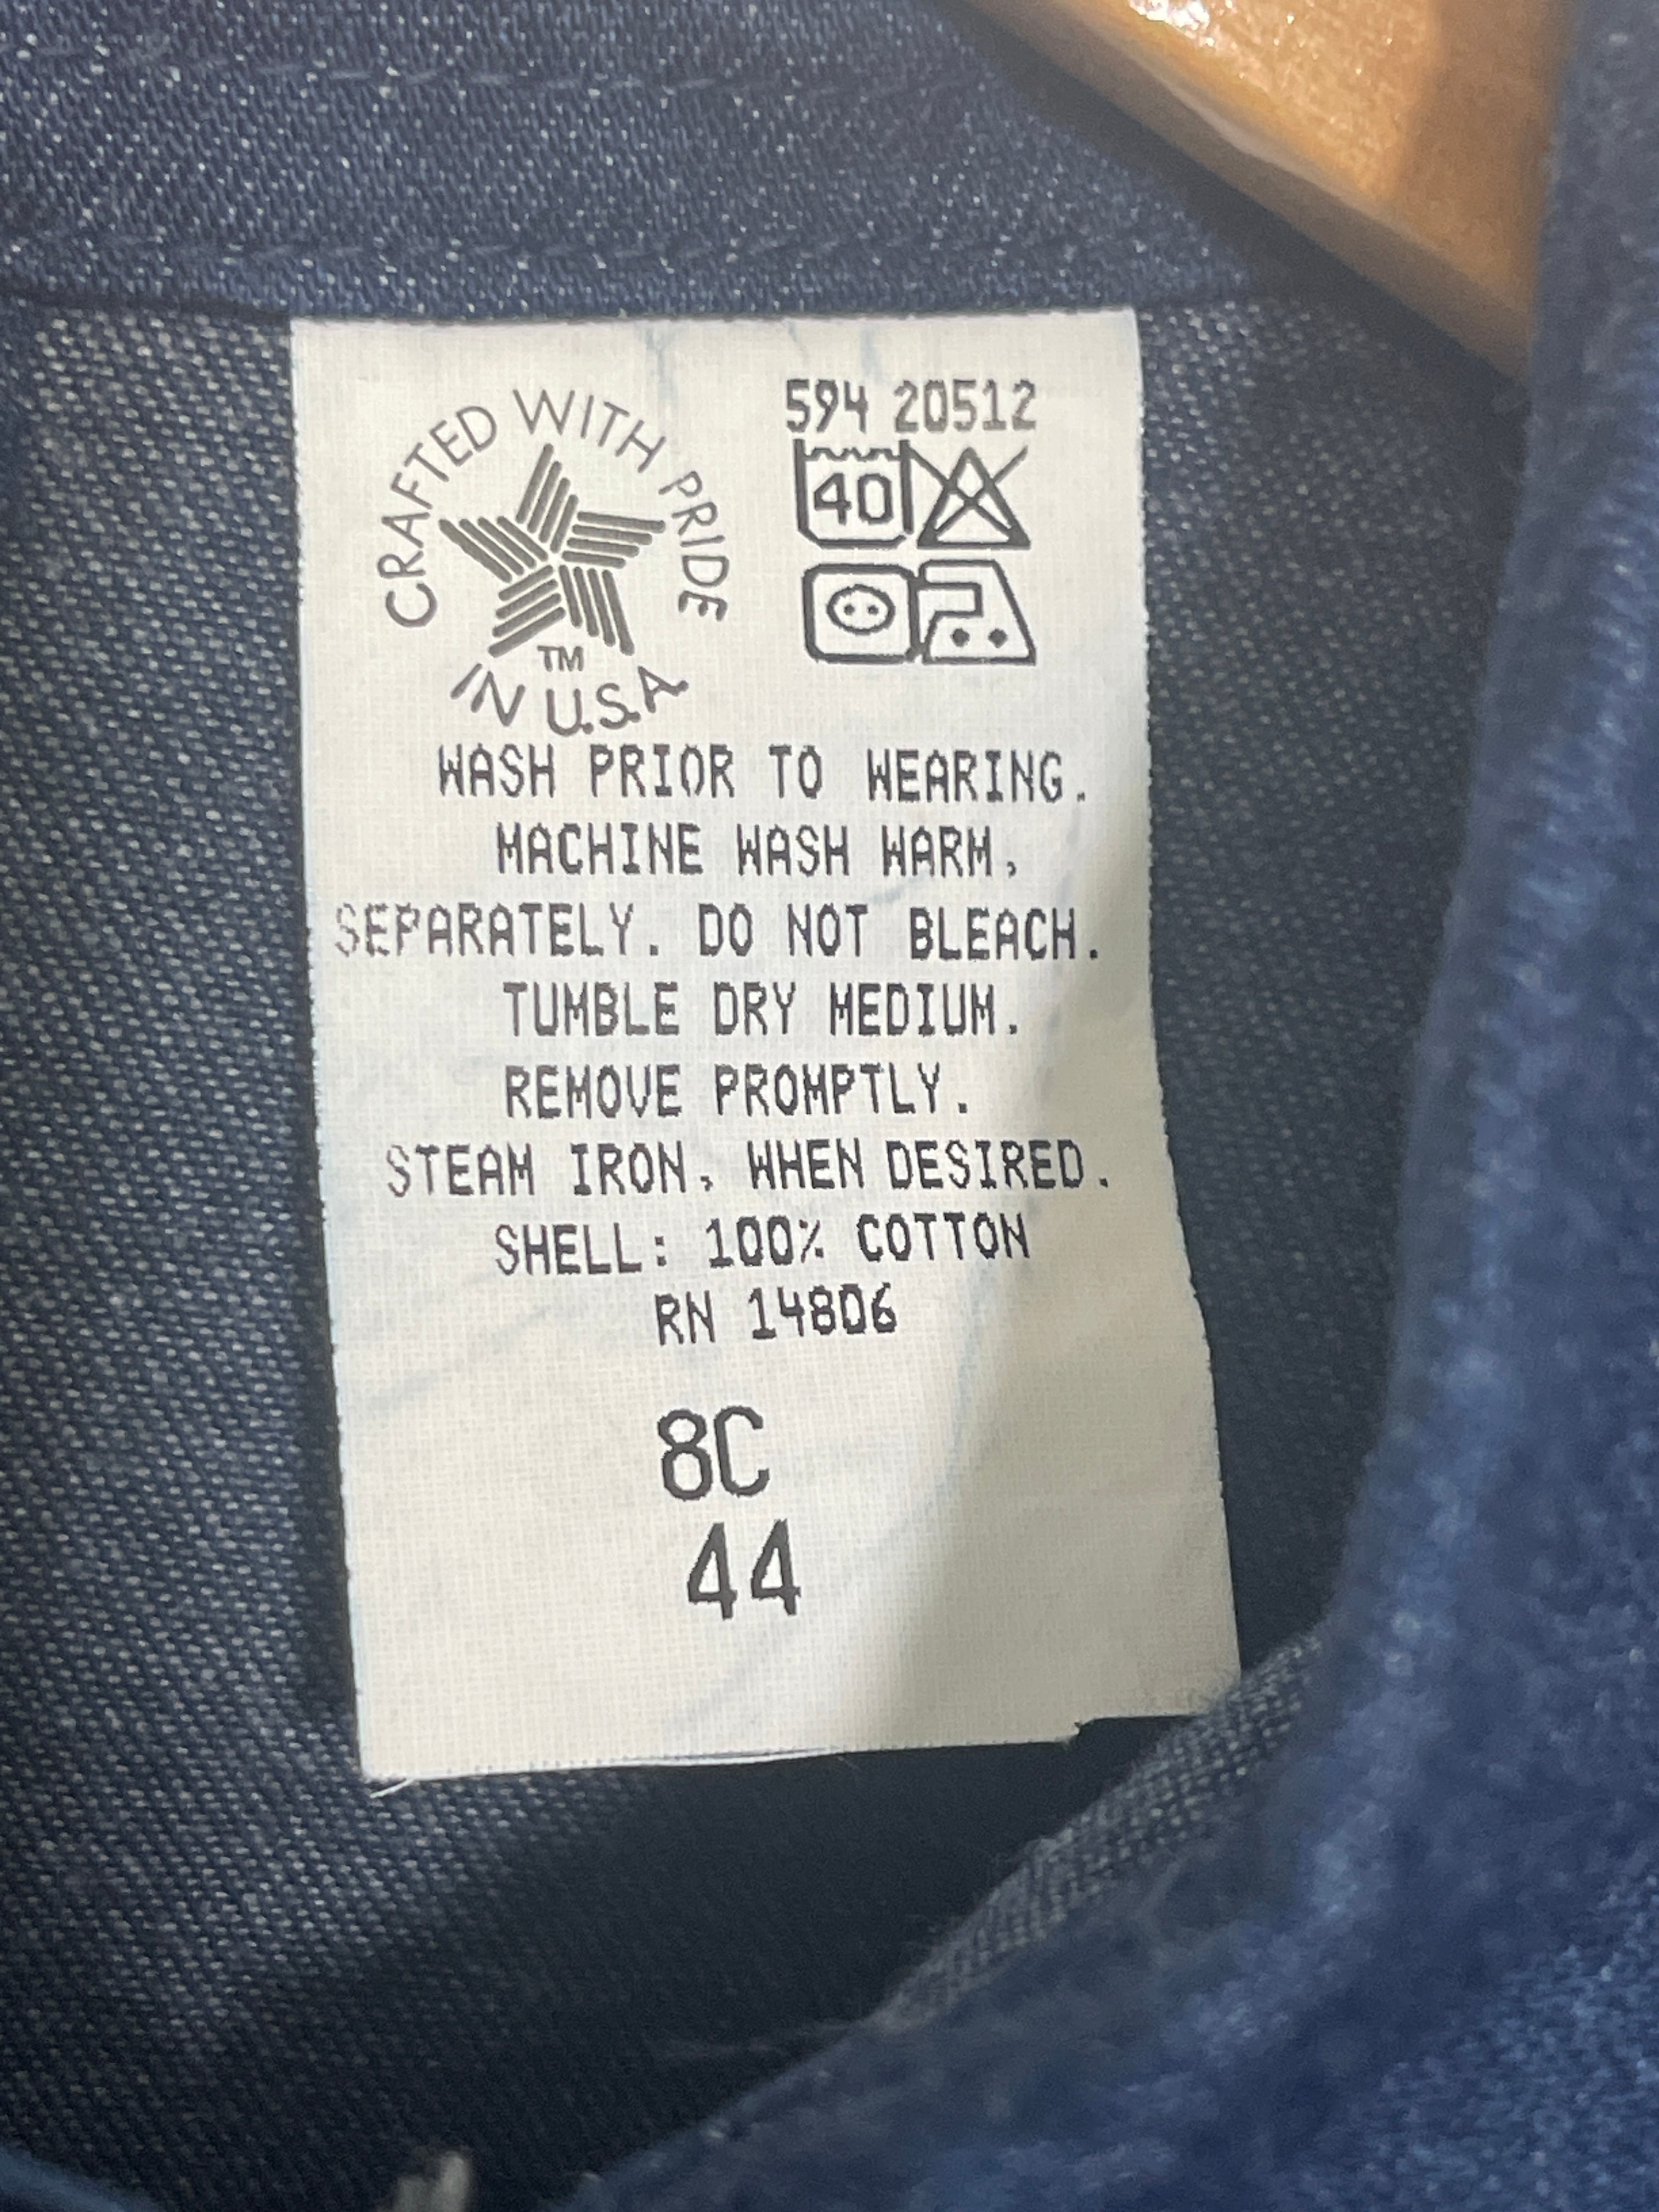 CRAFTED WITH PRIDE
TM
IN U.S.A
594 20512
40
WASH PRIOR TO WEARING.
MACHINE WASH WARM,
SEPARATELY. DO NOT BLEACH.
TUMBLE DRY MEDIUM.
REMOVE PROMPTLY.
STEAM IRON, WHEN DESIRED.
SHELL: 100% COTTON
RN 14806
8C
44